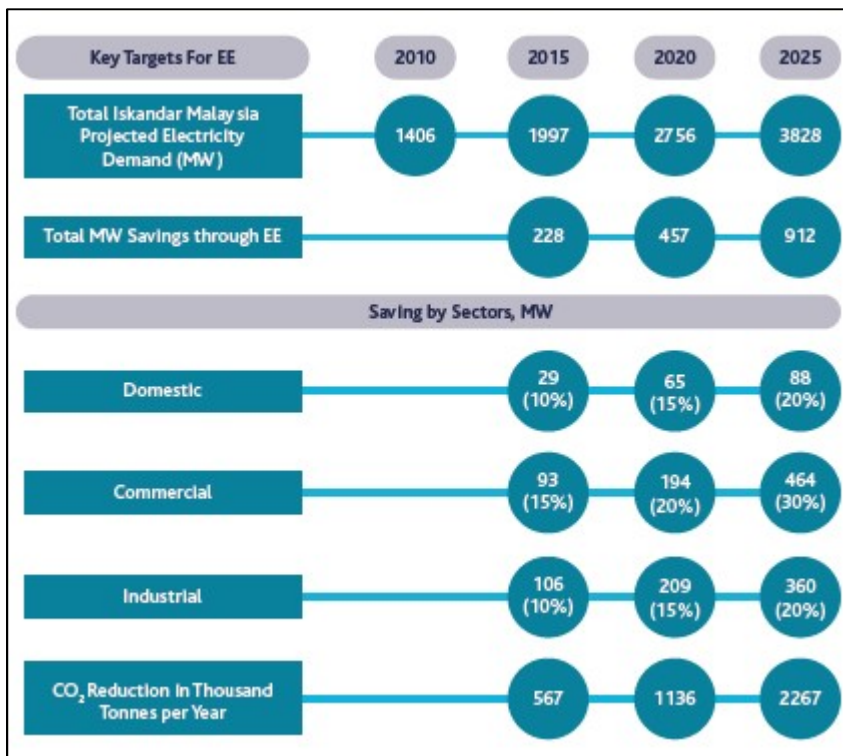 Key Targets For EE 2010 2015 2020 2025
Total Iskandar Malaysia
Projected Electricity
Demand (MW)
1406 1997 2756 3828
Total MW Savings through EE 228 457 912
Saving by Sectors, MW
Domestic
29 65 88
(10%) (15%) (20%)
Commercial
93 194 464
(15%) (20%) (30%)
Industrial
106 209 360
(10%) (15%) (20%)
CO₂ Reduction in Thousand
Tonnes per Year
567 1136 2267